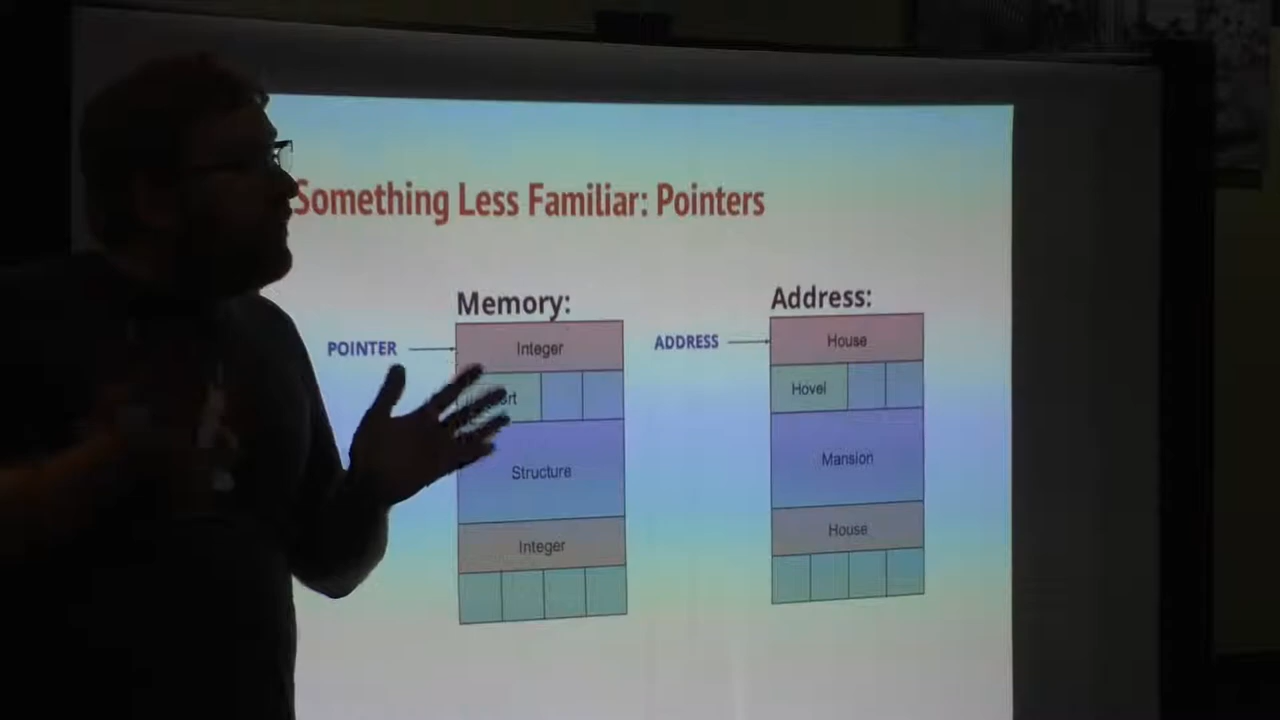 Something Less Familiar: Pointers
Memory:
POINTER
Integer
Structure
Integer
Address:
ADDRESS
House
Hovel
Mansion
House